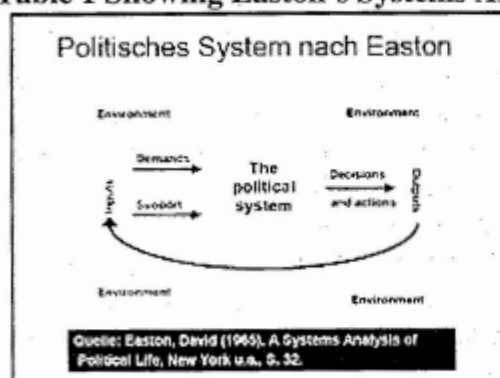 Table 1 Showing Easton's Systems A
Politisches System nach Easton
Environment
Environment
Demands
Support
Inputs
The
political
system
Decisions
and actions
Outputs
Environment
Environment
Quelle: Easton, David (1965), A Systems Analysis of
Political Life, New York u.a., S. 32.